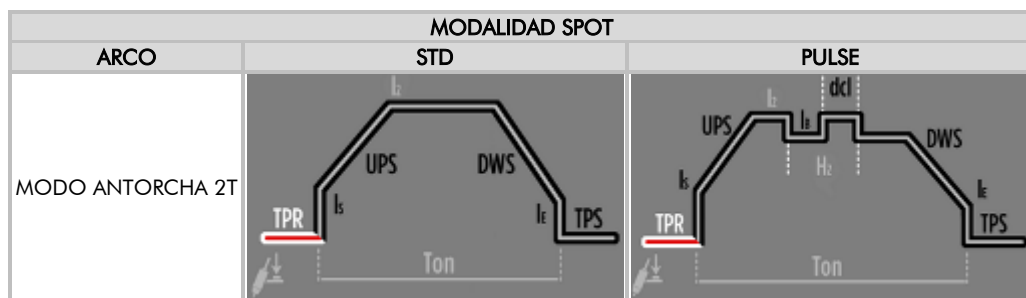 MODALIDAD SPOT
ARCO STD PULSE
MODO ANTORCHA 2T
I2
UPS DWS
IS IE
TPR TPS
Ton
dcl
I2
UPS IB DWS
H2
IS IE
TPR TPS
Ton